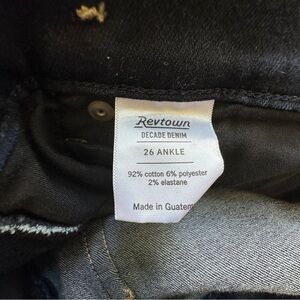 Revtown
DECADE DENIM
26 ANKLE
92% cotton 6% polyester
2% elastane
Made in Guatem